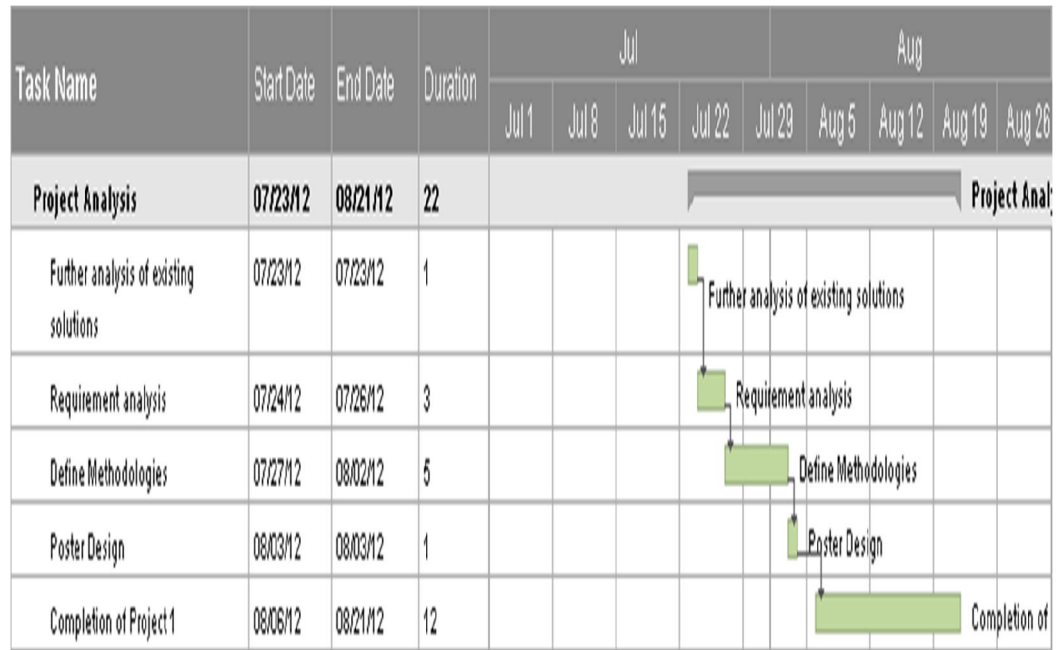 Task Name Start Date End Date Duration Jul Aug
Jul 1 Jul 8 Jul 15 Jul 22 Jul 29 Aug 5 Aug 12 Aug 19 Aug 26
Project Analysis 07/23/12 08/21/12 22 Project Analy
Further analysis of existing 07/23/12 07/23/12 1 Further analysis of existing solutions
solutions
Requirement analysis 07/24/12 07/26/12 3 Requirement analysis
Define Methodologies 07/27/12 08/02/12 5 Define Methodologies
Poster Design 08/03/12 08/03/12 1 Poster Design
Completion of Project 1 08/06/12 08/21/12 12 Completion of